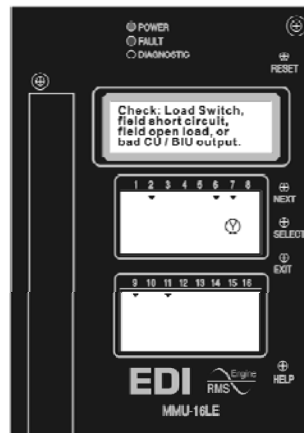 POWER
FAULT
DIAGNOSTIC
RESET
Check: Load Switch,
field short circuit,
field open load, or
bad CU / BIU output.
1 2 3 4 5 6 7 8
NEXT
Y
SELECT
EXIT
9 10 11 12 13 14 15 16
EDI
Engine
RMS
HELP
MMU-16LE